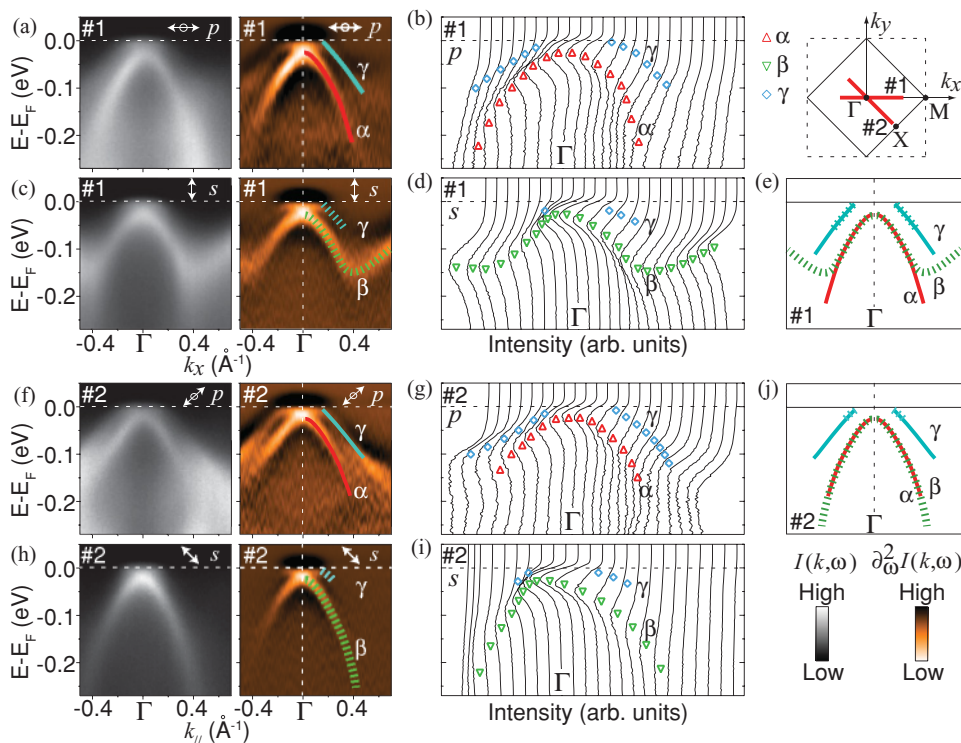 (a) #1 p #1 p
E-E_F (eV)
0.0
-0.1
-0.2
γ
α
(b) #1
p
γ
α
Γ
α
β
γ
k_y
k_x
#1
Γ
#2
M
X
(c) #1 s #1 s
E-E_F (eV)
0.0
-0.1
-0.2
γ
β
-0.4 Γ 0.4 -0.4 Γ 0.4
k_x (Å⁻¹)
(d) #1
s
γ
β
Γ
Intensity (arb. units)
(e)
γ
α β
#1 Γ
(f) #2 p #2 p
E-E_F (eV)
0.0
-0.1
-0.2
γ
α
(g) #2
p
γ
α
Γ
(j)
γ
β
α
#2 Γ
(h) #2 s #2 s
E-E_F (eV)
0.0
-0.1
-0.2
γ
β
-0.4 Γ 0.4 -0.4 Γ 0.4
k_// (Å⁻¹)
(i) #2
s
γ
β
Γ
Intensity (arb. units)
I(k,ω) ∂²_ω I(k,ω)
High High
Low Low